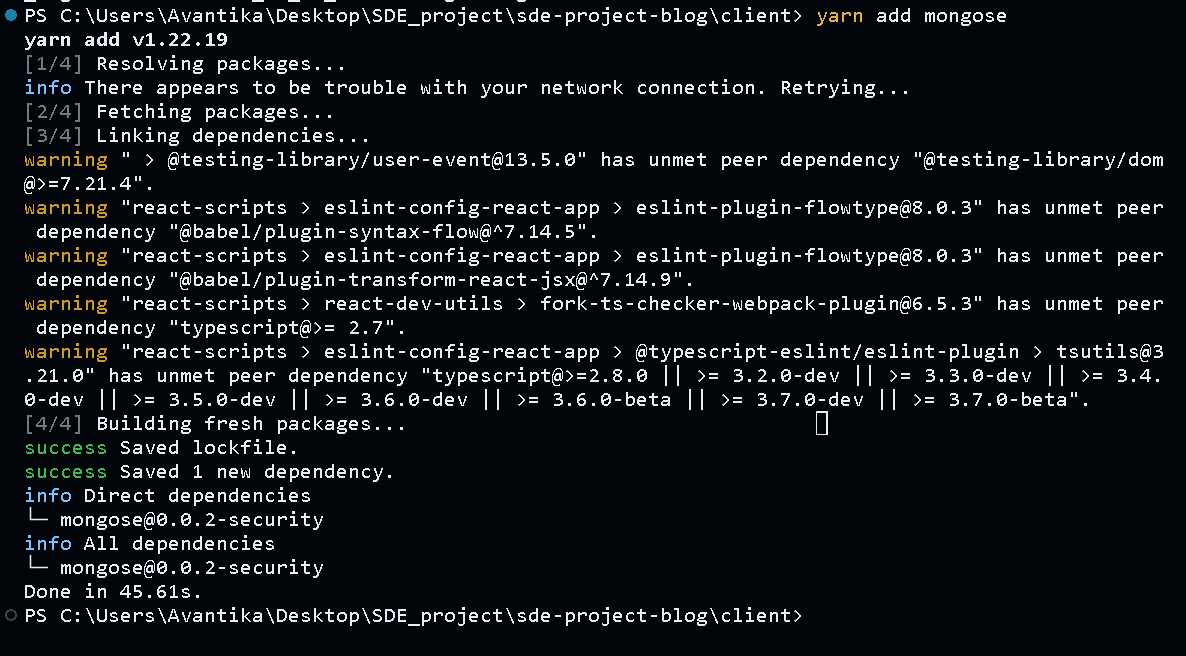 PS C:\Users\Avantika\Desktop\SDE_project\sde-project-blog\client> yarn add mongose
yarn add v1.22.19
[1/4] Resolving packages...
info There appears to be trouble with your network connection. Retrying...
[2/4] Fetching packages...
[3/4] Linking dependencies...
warning " > @testing-library/user-event@13.5.0" has unmet peer dependency "@testing-library/dom
@>=7.21.4".
warning "react-scripts > eslint-config-react-app > eslint-plugin-flowtype@8.0.3" has unmet peer
 dependency "@babel/plugin-syntax-flow@^7.14.5".
warning "react-scripts > eslint-config-react-app > eslint-plugin-flowtype@8.0.3" has unmet peer
 dependency "@babel/plugin-transform-react-jsx@^7.14.9".
warning "react-scripts > react-dev-utils > fork-ts-checker-webpack-plugin@6.5.3" has unmet peer
 dependency "typescript@>= 2.7".
warning "react-scripts > eslint-config-react-app > @typescript-eslint/eslint-plugin > tsutils@3
.21.0" has unmet peer dependency "typescript@>=2.8.0 || >= 3.2.0-dev || >= 3.3.0-dev || >= 3.4.
0-dev || >= 3.5.0-dev || >= 3.6.0-dev || >= 3.6.0-beta || >= 3.7.0-dev || >= 3.7.0-beta".
[4/4] Building fresh packages...
success Saved lockfile.
success Saved 1 new dependency.
info Direct dependencies
└─ mongose@0.0.2-security
info All dependencies
└─ mongose@0.0.2-security
Done in 45.61s.
PS C:\Users\Avantika\Desktop\SDE_project\sde-project-blog\client>